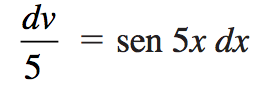 dv/5 = sen 5x dx